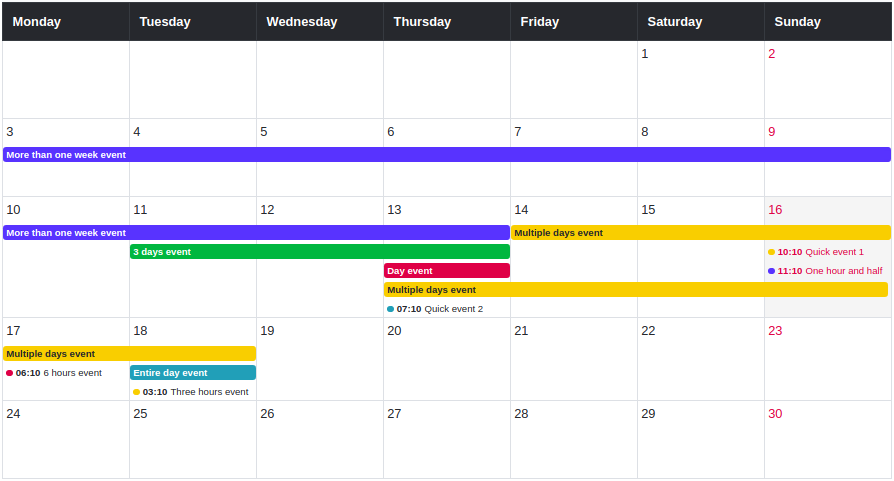 Monday Tuesday Wednesday Thursday Friday Saturday Sunday
1 2
3 4 5 6 7 8 9
More than one week event
10 11 12 13 14 15 16
More than one week event Multiple days event
3 days event 10:10 Quick event 1
Day event 11:10 One hour and half
Multiple days event
07:10 Quick event 2
17 18 19 20 21 22 23
Multiple days event
06:10 6 hours event Entire day event
03:10 Three hours event
24 25 26 27 28 29 30